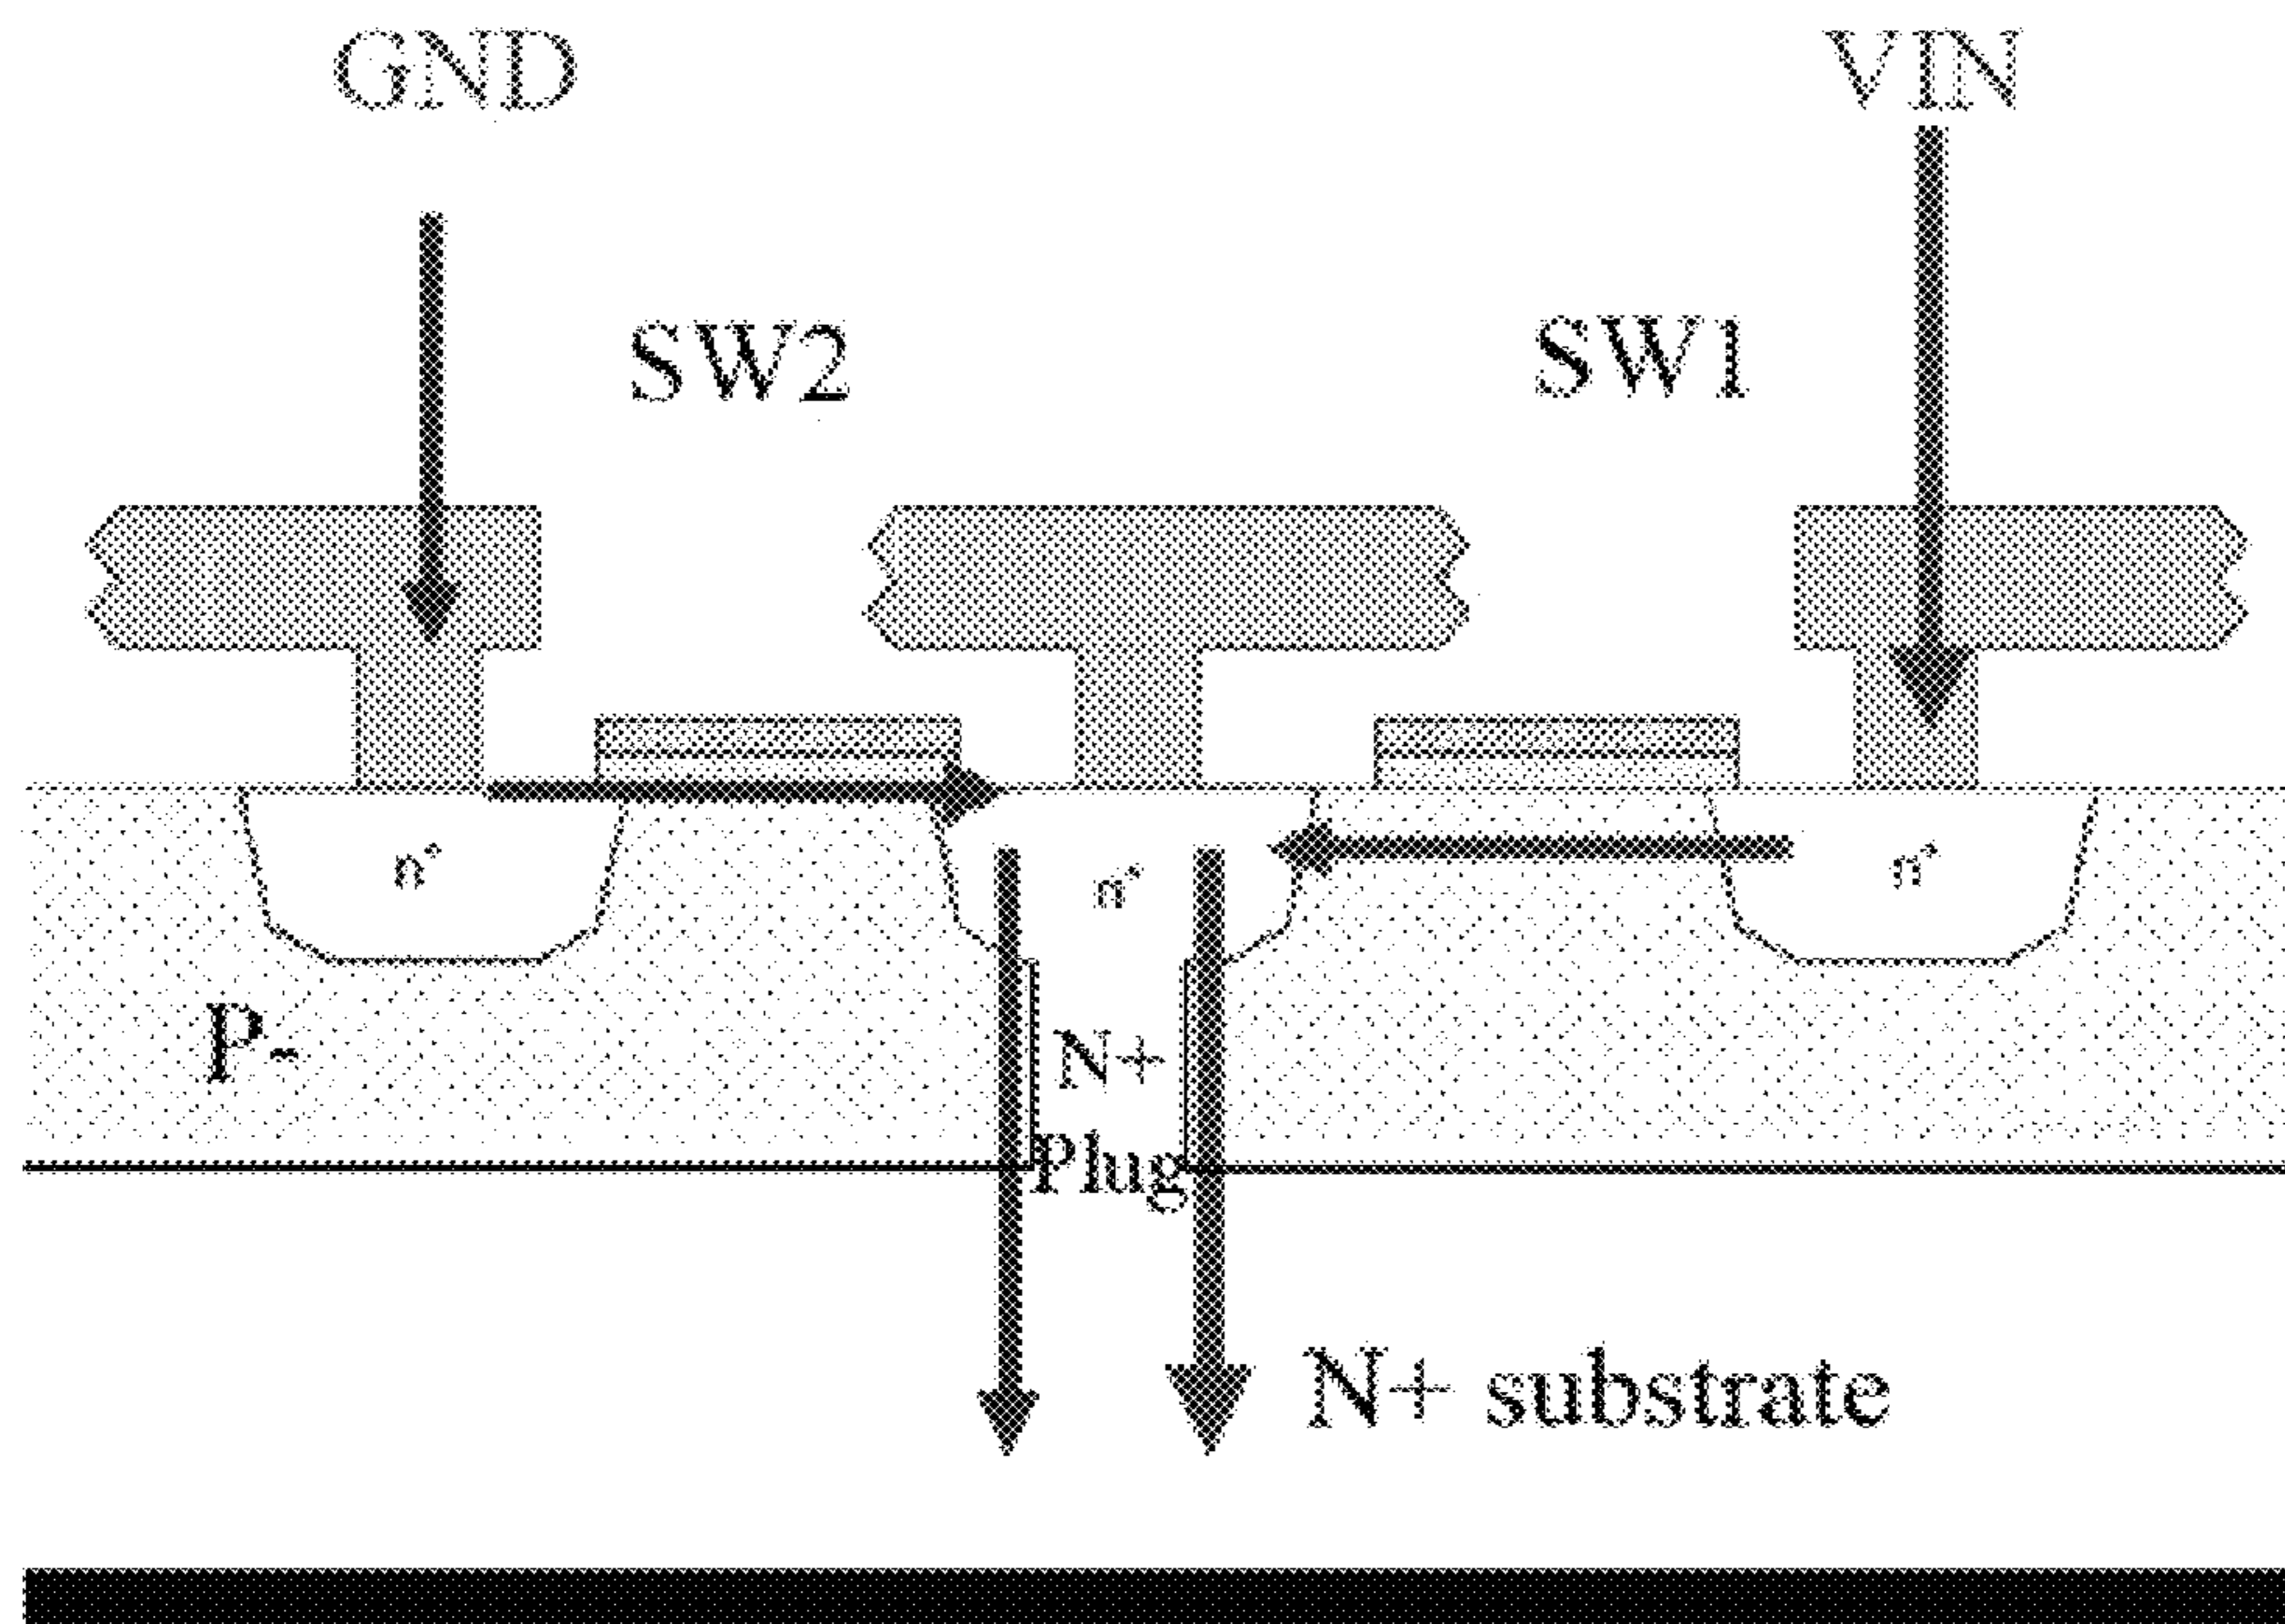 GND
VIN
SW2
SW1
n⁺
n⁺
n⁺
P-
N+
Plug
N+ substrate